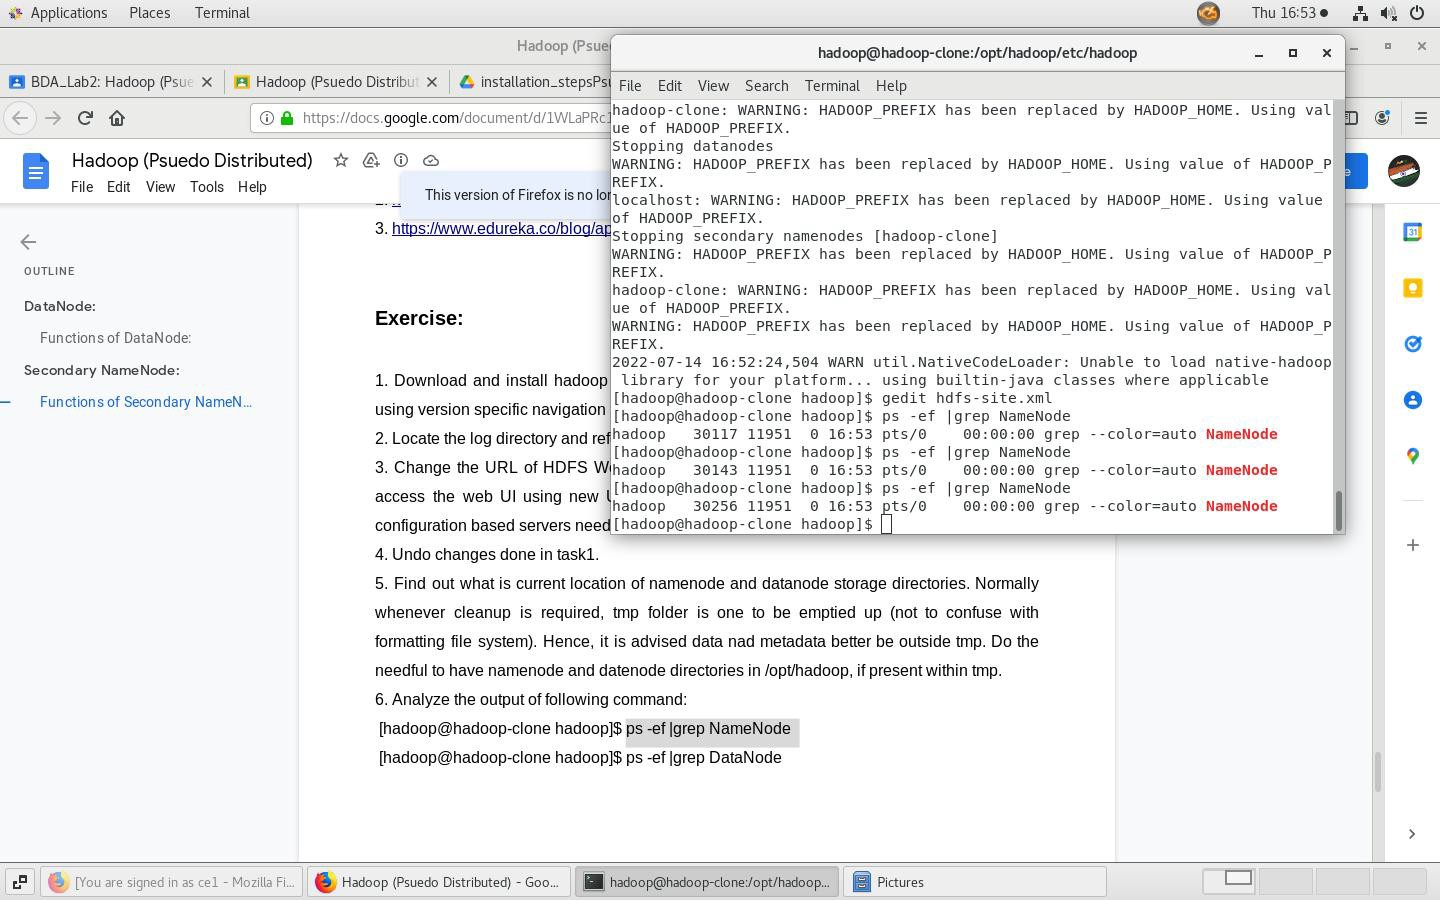 Applications Places Terminal Thu 16:53
Hadoop (Psue
hadoop@hadoop-clone:/opt/hadoop/etc/hadoop
BDA_Lab2: Hadoop (Psue
Hadoop (Psuedo Distribut
installation_stepsPsu
File Edit View Search Terminal Help
https://docs.google.com/document/d/1WLaPRc
Hadoop (Psuedo Distributed)
File Edit View Tools Help
This version of Firefox is no lon
OUTLINE
DataNode:
Functions of DataNode:
Secondary NameNode:
Functions of Secondary NameN...
3. https://www.edureka.co/blog/ap
Exercise:
1. Download and install hadoop
using version specific navigation
2. Locate the log directory and ref
3. Change the URL of HDFS We
access the web UI using new U
configuration based servers need
4. Undo changes done in task1.
5. Find out what is current location of namenode and datanode storage directories. Normally
whenever cleanup is required, tmp folder is one to be emptied up (not to confuse with
formatting file system). Hence, it is advised data nad metadata better be outside tmp. Do the
needful to have namenode and datenode directories in /opt/hadoop, if present within tmp.
6. Analyze the output of following command:
[hadoop@hadoop-clone hadoop]$ ps -ef |grep NameNode
[hadoop@hadoop-clone hadoop]$ ps -ef |grep DataNode
hadoop-clone: WARNING: HADOOP_PREFIX has been replaced by HADOOP_HOME. Using val
ue of HADOOP_PREFIX.
Stopping datanodes
WARNING: HADOOP_PREFIX has been replaced by HADOOP_HOME. Using value of HADOOP_P
REFIX.
localhost: WARNING: HADOOP_PREFIX has been replaced by HADOOP_HOME. Using value
of HADOOP_PREFIX.
Stopping secondary namenodes [hadoop-clone]
WARNING: HADOOP_PREFIX has been replaced by HADOOP_HOME. Using value of HADOOP_P
REFIX.
hadoop-clone: WARNING: HADOOP_PREFIX has been replaced by HADOOP_HOME. Using val
ue of HADOOP_PREFIX.
WARNING: HADOOP_PREFIX has been replaced by HADOOP_HOME. Using value of HADOOP_P
REFIX.
2022-07-14 16:52:24,504 WARN util.NativeCodeLoader: Unable to load native-hadoop
library for your platform... using builtin-java classes where applicable
[hadoop@hadoop-clone hadoop]$ gedit hdfs-site.xml
[hadoop@hadoop-clone hadoop]$ ps -ef |grep NameNode
hadoop 30117 11951 0 16:53 pts/0 00:00:00 grep --color=auto NameNode
[hadoop@hadoop-clone hadoop]$ ps -ef |grep NameNode
hadoop 30143 11951 0 16:53 pts/0 00:00:00 grep --color=auto NameNode
[hadoop@hadoop-clone hadoop]$ ps -ef |grep NameNode
hadoop 30256 11951 0 16:53 pts/0 00:00:00 grep --color=auto NameNode
[hadoop@hadoop-clone hadoop]$
31
[You are signed in as ce1 - Mozilla Fi...
Hadoop (Psuedo Distributed) - Goo...
hadoop@hadoop-clone:/opt/hadoop...
Pictures